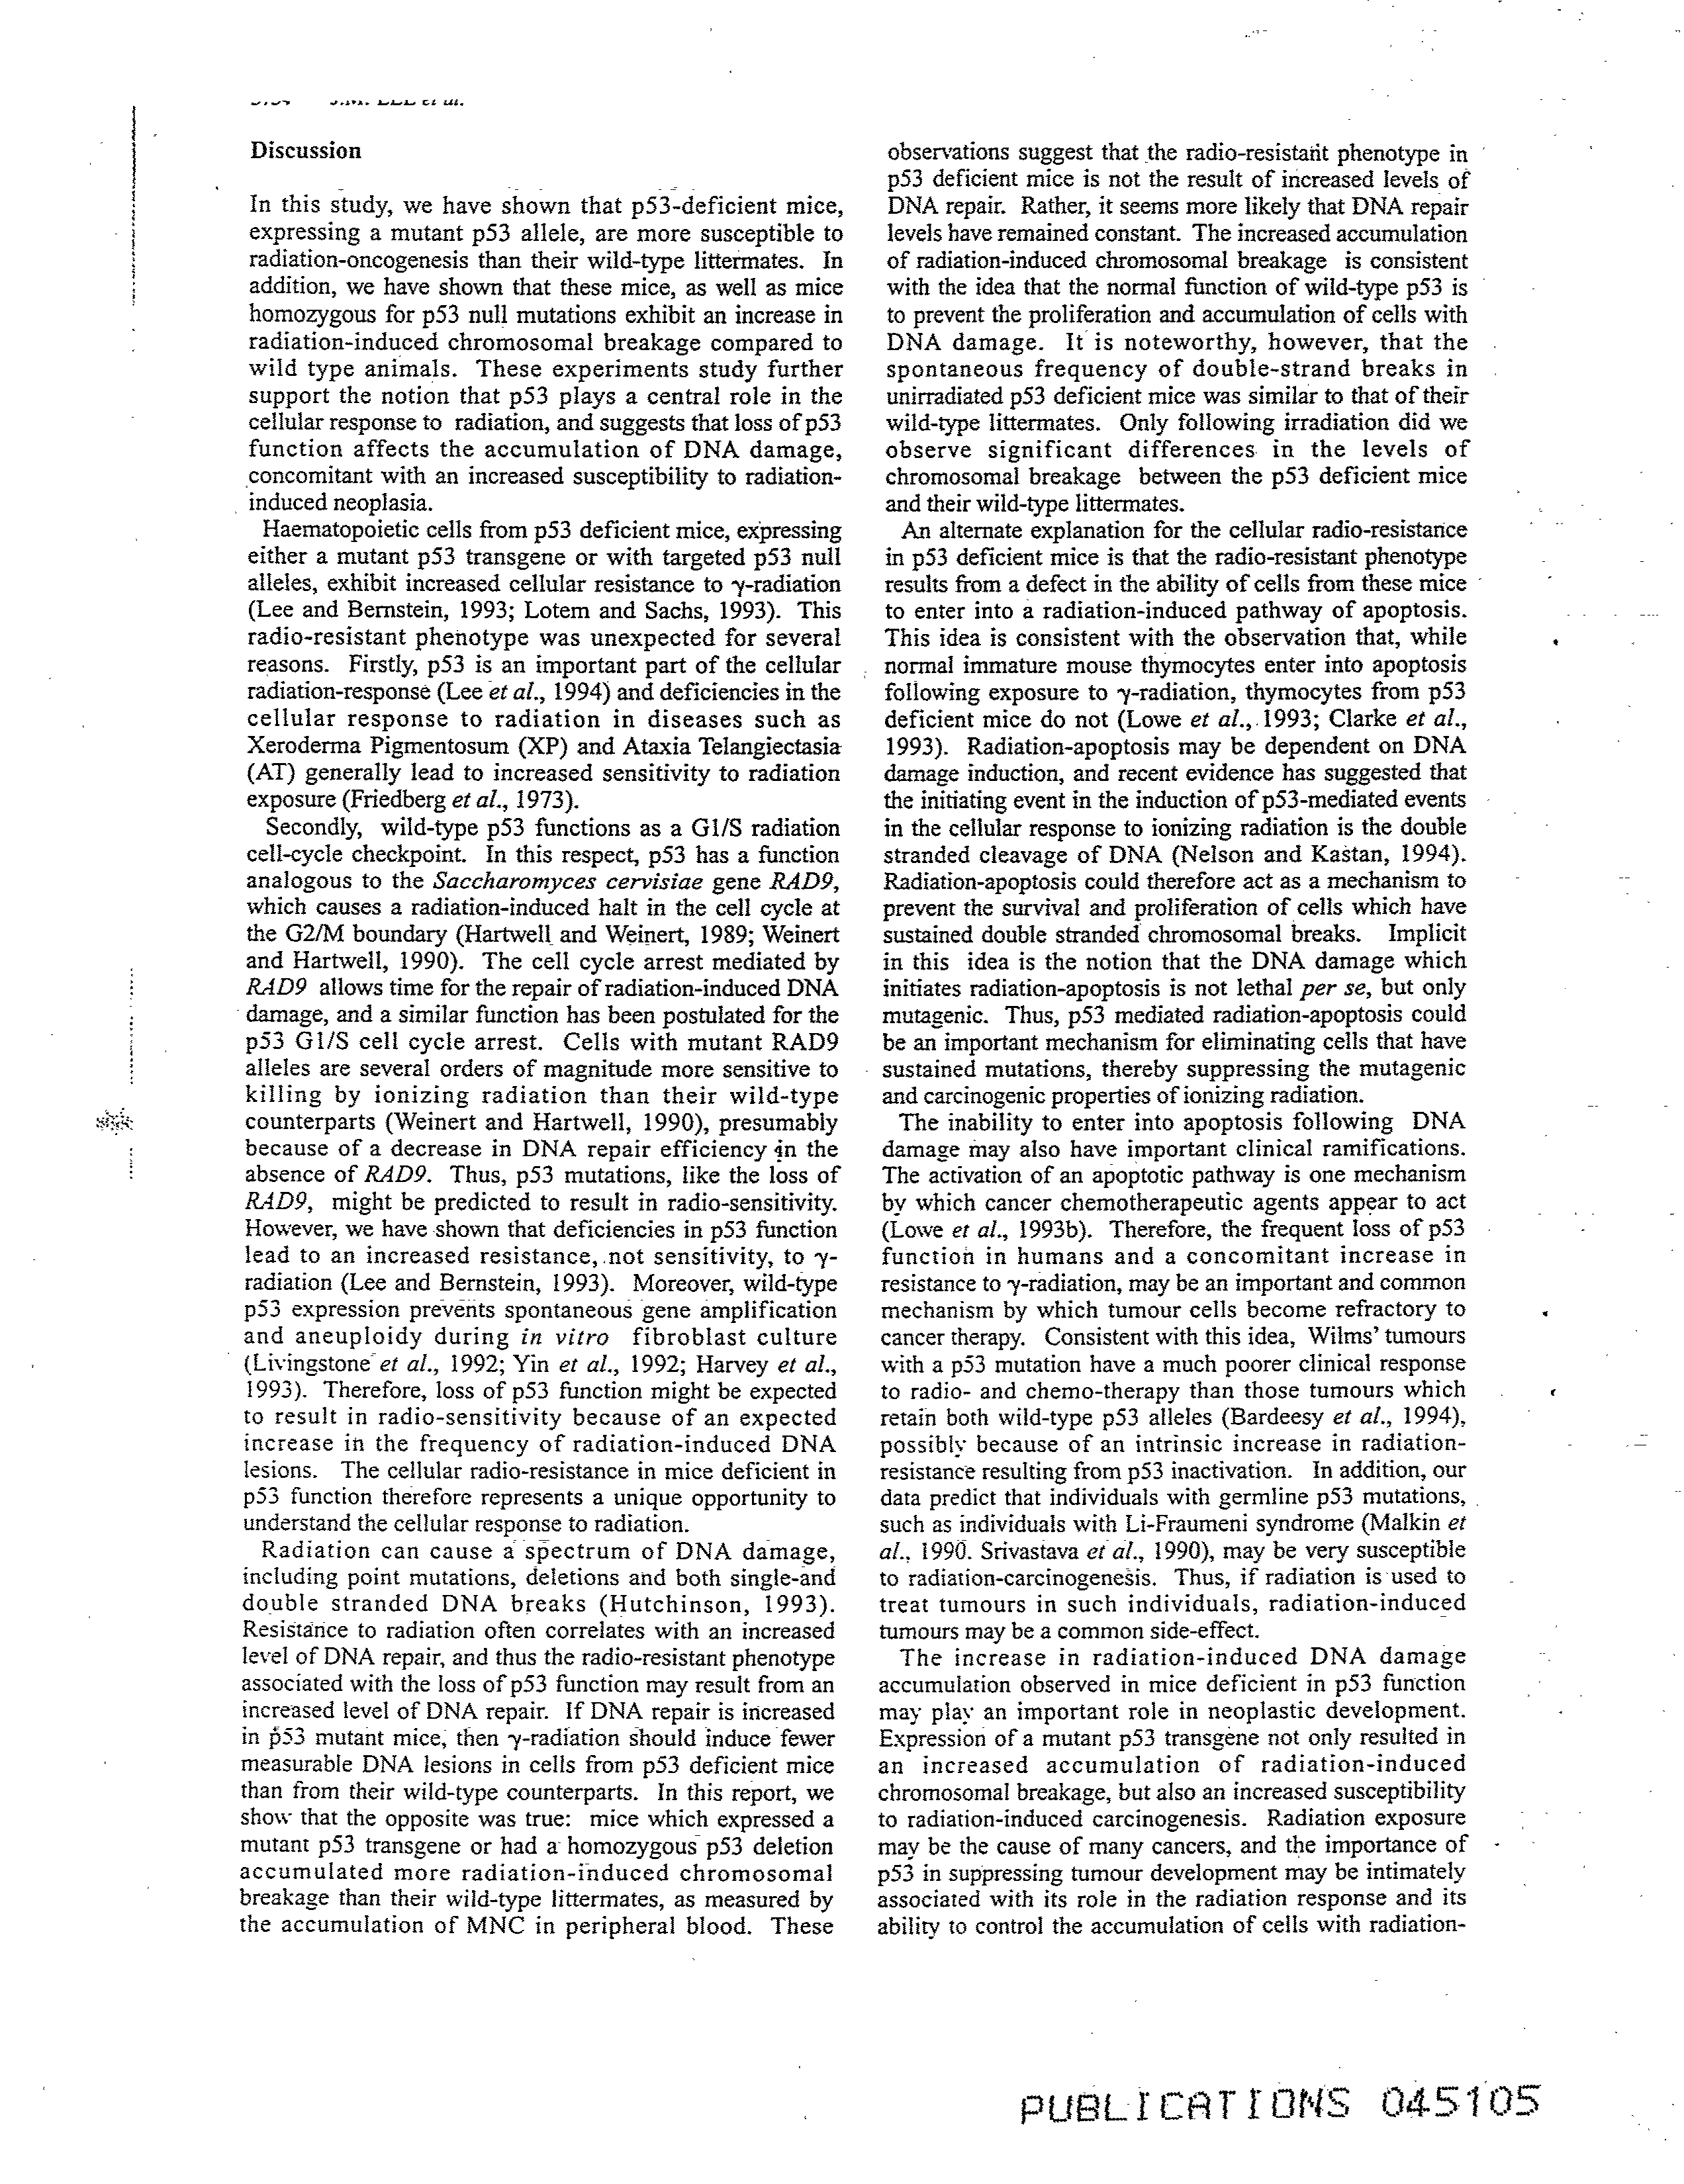 J.M. LEE et al.
Discussion
In this study, we have shown that p53-deficient mice,
expressing a mutant p53 allele, are more susceptible to
radiation-oncogenesis than their wild-type littermates. In
addition, we have shown that these mice, as well as mice
homozygous for p53 null mutations exhibit an increase in
radiation-induced chromosomal breakage compared to
wild type animals. These experiments study further
support the notion that p53 plays a central role in the
cellular response to radiation, and suggests that loss of p53
function affects the accumulation of DNA damage,
concomitant with an increased susceptibility to radiation-
induced neoplasia.
Haematopoietic cells from p53 deficient mice, expressing
either a mutant p53 transgene or with targeted p53 null
alleles, exhibit increased cellular resistance to γ-radiation
(Lee and Bernstein, 1993; Lotem and Sachs, 1993). This
radio-resistant phenotype was unexpected for several
reasons. Firstly, p53 is an important part of the cellular
radiation-response (Lee et al., 1994) and deficiencies in the
cellular response to radiation in diseases such as
Xeroderma Pigmentosum (XP) and Ataxia Telangiectasia
(AT) generally lead to increased sensitivity to radiation
exposure (Friedberg et al., 1973).
Secondly, wild-type p53 functions as a G1/S radiation
cell-cycle checkpoint. In this respect, p53 has a function
analogous to the Saccharomyces cervisiae gene RAD9,
which causes a radiation-induced halt in the cell cycle at
the G2/M boundary (Hartwell and Weinert, 1989; Weinert
and Hartwell, 1990). The cell cycle arrest mediated by
RAD9 allows time for the repair of radiation-induced DNA
damage, and a similar function has been postulated for the
p53 G1/S cell cycle arrest. Cells with mutant RAD9
alleles are several orders of magnitude more sensitive to
killing by ionizing radiation than their wild-type
counterparts (Weinert and Hartwell, 1990), presumably
because of a decrease in DNA repair efficiency in the
absence of RAD9. Thus, p53 mutations, like the loss of
RAD9, might be predicted to result in radio-sensitivity.
However, we have shown that deficiencies in p53 function
lead to an increased resistance, not sensitivity, to γ-
radiation (Lee and Bernstein, 1993). Moreover, wild-type
p53 expression prevents spontaneous gene amplification
and aneuploidy during in vitro fibroblast culture
(Livingstone et al., 1992; Yin et al., 1992; Harvey et al.,
1993). Therefore, loss of p53 function might be expected
to result in radio-sensitivity because of an expected
increase in the frequency of radiation-induced DNA
lesions. The cellular radio-resistance in mice deficient in
p53 function therefore represents a unique opportunity to
understand the cellular response to radiation.
Radiation can cause a spectrum of DNA damage,
including point mutations, deletions and both single-and
double stranded DNA breaks (Hutchinson, 1993).
Resistance to radiation often correlates with an increased
level of DNA repair, and thus the radio-resistant phenotype
associated with the loss of p53 function may result from an
increased level of DNA repair. If DNA repair is increased
in p53 mutant mice, then γ-radiation should induce fewer
measurable DNA lesions in cells from p53 deficient mice
than from their wild-type counterparts. In this report, we
show that the opposite was true: mice which expressed a
mutant p53 transgene or had a homozygous p53 deletion
accumulated more radiation-induced chromosomal
breakage than their wild-type littermates, as measured by
the accumulation of MNC in peripheral blood. These
observations suggest that the radio-resistant phenotype in
p53 deficient mice is not the result of increased levels of
DNA repair. Rather, it seems more likely that DNA repair
levels have remained constant. The increased accumulation
of radiation-induced chromosomal breakage is consistent
with the idea that the normal function of wild-type p53 is
to prevent the proliferation and accumulation of cells with
DNA damage. It is noteworthy, however, that the
spontaneous frequency of double-strand breaks in
unirradiated p53 deficient mice was similar to that of their
wild-type littermates. Only following irradiation did we
observe significant differences in the levels of
chromosomal breakage between the p53 deficient mice
and their wild-type littermates.
An alternate explanation for the cellular radio-resistance
in p53 deficient mice is that the radio-resistant phenotype
results from a defect in the ability of cells from these mice
to enter into a radiation-induced pathway of apoptosis.
This idea is consistent with the observation that, while
normal immature mouse thymocytes enter into apoptosis
following exposure to γ-radiation, thymocytes from p53
deficient mice do not (Lowe et al., 1993; Clarke et al.,
1993). Radiation-apoptosis may be dependent on DNA
damage induction, and recent evidence has suggested that
the initiating event in the induction of p53-mediated events
in the cellular response to ionizing radiation is the double
stranded cleavage of DNA (Nelson and Kastan, 1994).
Radiation-apoptosis could therefore act as a mechanism to
prevent the survival and proliferation of cells which have
sustained double stranded chromosomal breaks. Implicit
in this idea is the notion that the DNA damage which
initiates radiation-apoptosis is not lethal per se, but only
mutagenic. Thus, p53 mediated radiation-apoptosis could
be an important mechanism for eliminating cells that have
sustained mutations, thereby suppressing the mutagenic
and carcinogenic properties of ionizing radiation.
The inability to enter into apoptosis following DNA
damage may also have important clinical ramifications.
The activation of an apoptotic pathway is one mechanism
by which cancer chemotherapeutic agents appear to act
(Lowe et al., 1993b). Therefore, the frequent loss of p53
function in humans and a concomitant increase in
resistance to γ-radiation, may be an important and common
mechanism by which tumour cells become refractory to
cancer therapy. Consistent with this idea, Wilms' tumours
with a p53 mutation have a much poorer clinical response
to radio- and chemo-therapy than those tumours which
retain both wild-type p53 alleles (Bardeesy et al., 1994),
possibly because of an intrinsic increase in radiation-
resistance resulting from p53 inactivation. In addition, our
data predict that individuals with germline p53 mutations,
such as individuals with Li-Fraumeni syndrome (Malkin et
al., 1990. Srivastava et al., 1990), may be very susceptible
to radiation-carcinogenesis. Thus, if radiation is used to
treat tumours in such individuals, radiation-induced
tumours may be a common side-effect.
The increase in radiation-induced DNA damage
accumulation observed in mice deficient in p53 function
may play an important role in neoplastic development.
Expression of a mutant p53 transgene not only resulted in
an increased accumulation of radiation-induced
chromosomal breakage, but also an increased susceptibility
to radiation-induced carcinogenesis. Radiation exposure
may be the cause of many cancers, and the importance of
p53 in suppressing tumour development may be intimately
associated with its role in the radiation response and its
ability to control the accumulation of cells with radiation-
PUBLICATIONS 045105